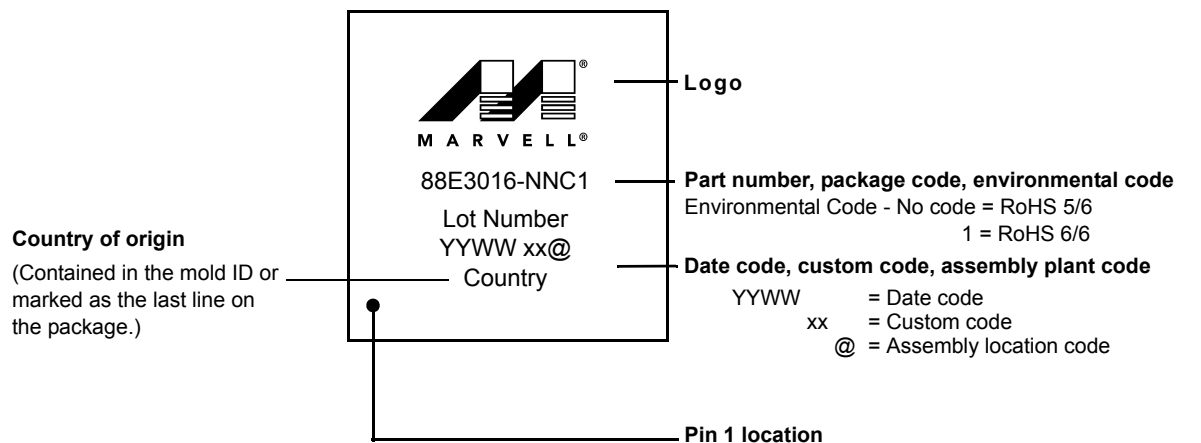 ®
MARVELL®
Logo
88E3016-NNC1
Part number, package code, environmental code
Environmental Code - No code = RoHS 5/6
1 = RoHS 6/6
Lot Number
YYWW xx@
Country
Country of origin
(Contained in the mold ID or
marked as the last line on
the package.)
Date code, custom code, assembly plant code
YYWW = Date code
xx = Custom code
@ = Assembly location code
Pin 1 location